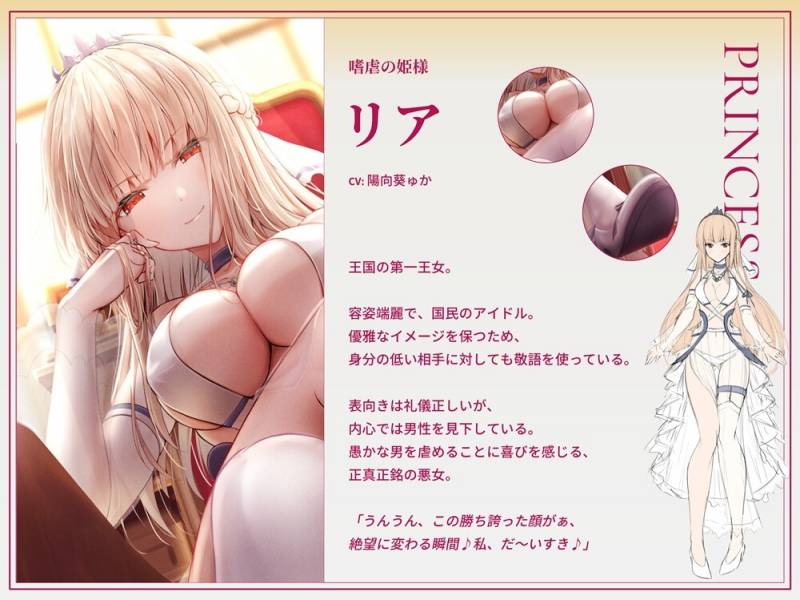 嗜虐の姫様
リア
cv: 陽向葵ゅか
PRINCESS
王国の第一王女。
容姿端麗で、国民のアイドル。
優雅なイメージを保つため、
身分の低い相手に対しても敬語を使っている。
表向きは礼儀正しいが、
内心では男性を見下している。
愚かな男を虐めることに喜びを感じる、
正真正銘の悪女。
「うんうん、この勝ち誇った顔がぁ、
絶望に変わる瞬間♪私、だ～いすき♪」